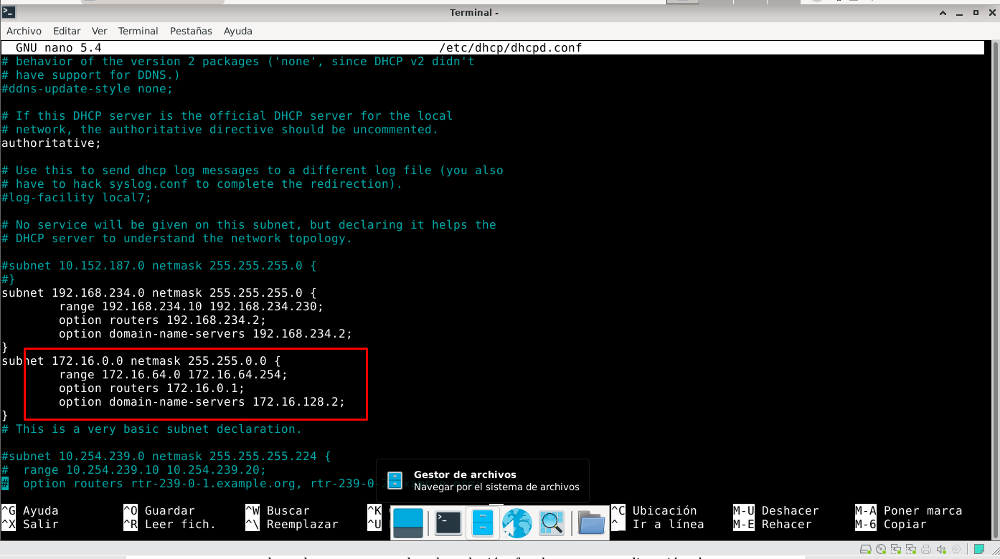 Terminal -
Archivo Editar Ver Terminal Pestañas Ayuda
GNU nano 5.4 /etc/dhcp/dhcpd.conf
# behavior of the version 2 packages ('none', since DHCP v2 didn't
# have support for DDNS.)
#ddns-update-style none;
# If this DHCP server is the official DHCP server for the local
# network, the authoritative directive should be uncommented.
authoritative;
# Use this to send dhcp log messages to a different log file (you also
# have to hack syslog.conf to complete the redirection).
#log-facility local7;
# No service will be given on this subnet, but declaring it helps the
# DHCP server to understand the network topology.
#subnet 10.152.187.0 netmask 255.255.255.0 {
#}
subnet 192.168.234.0 netmask 255.255.255.0 {
range 192.168.234.10 192.168.234.230;
option routers 192.168.234.2;
option domain-name-servers 192.168.234.2;
}
subnet 172.16.0.0 netmask 255.255.0.0 {
range 172.16.64.0 172.16.64.254;
option routers 172.16.0.1;
option domain-name-servers 172.16.128.2;
}
# This is a very basic subnet declaration.
#subnet 10.254.239.0 netmask 255.255.255.224 {
# range 10.254.239.10 10.254.239.20;
# option routers rtr-239-0-1.example.org, rtr-239-0-
Gestor de archivos
Navegar por el sistema de archivos
^G Ayuda ^O Guardar ^W Buscar ^K ^C Ubicación M-U Deshacer M-A Poner marca
^X Salir ^R Leer fich. ^\ Reemplazar ^U ^ Ir a línea M-E Rehacer M-6 Copiar